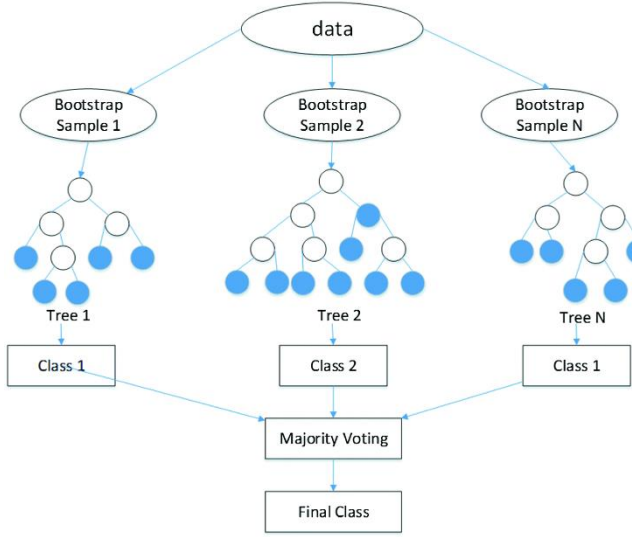 data
Bootstrap
Sample 1
Bootstrap
Sample 2
Bootstrap
Sample N
Tree 1
Tree 2
Tree N
Class 1
Class 2
Class 1
Majority Voting
Final Class